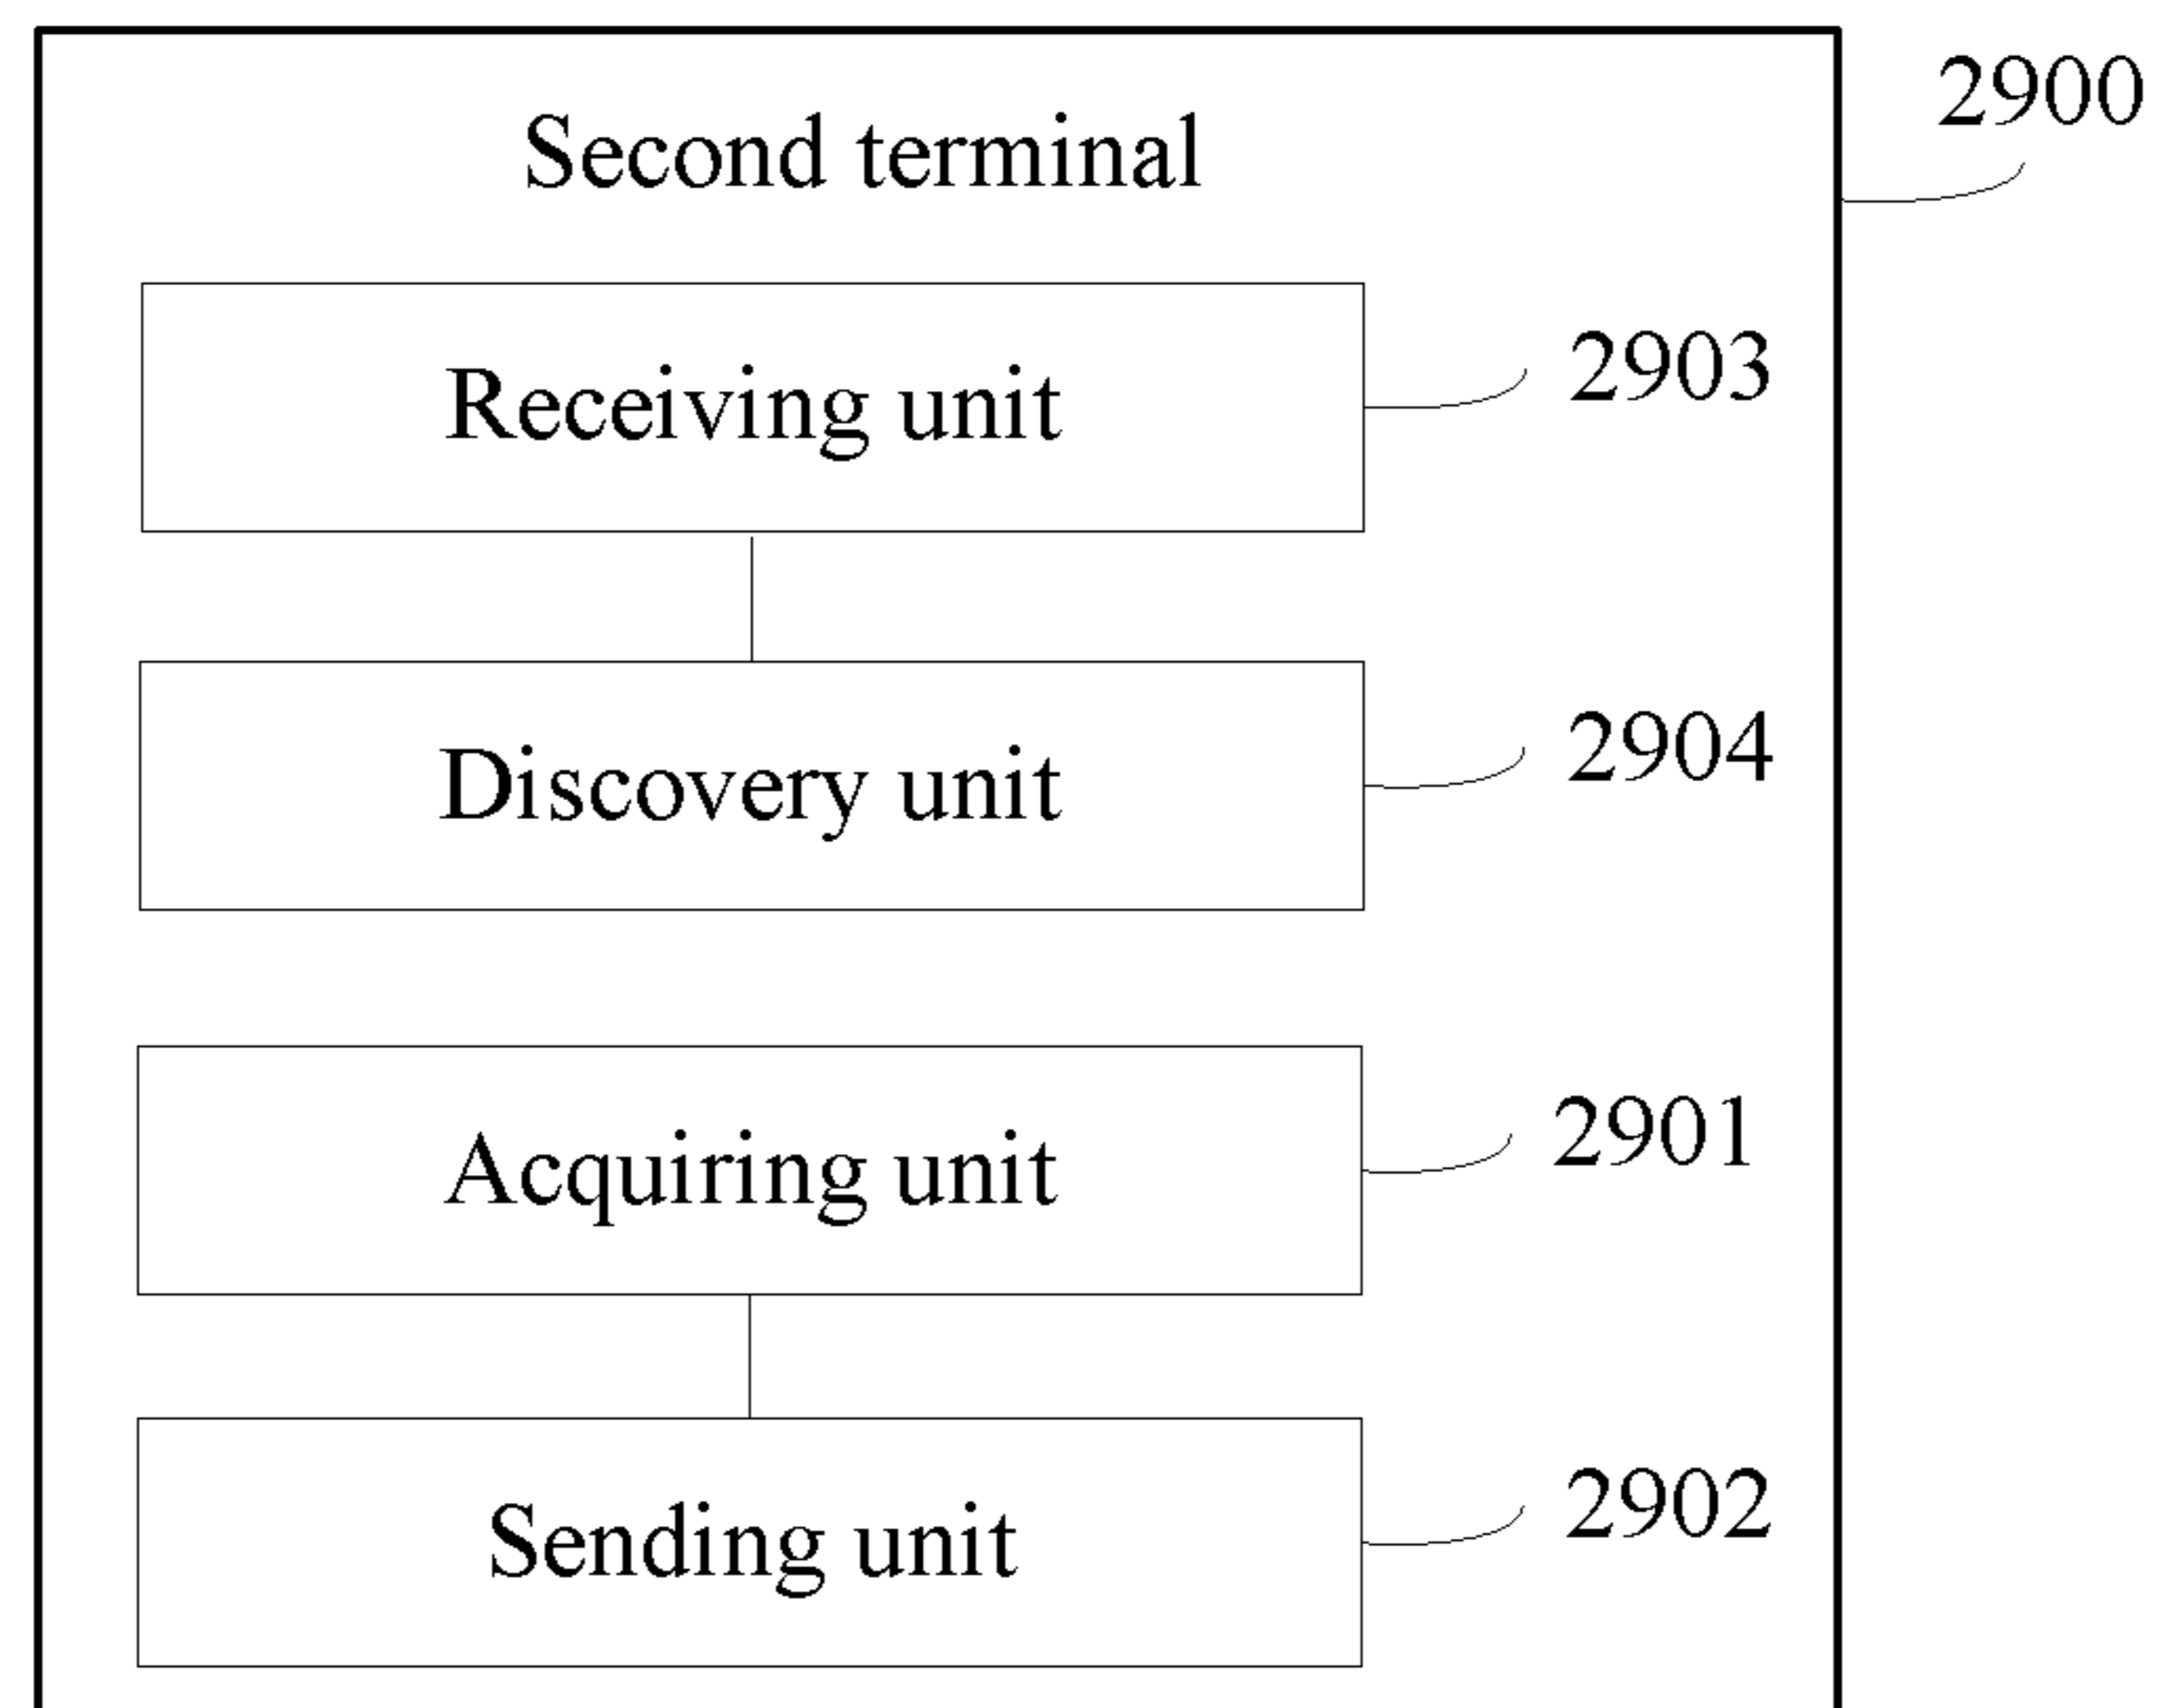 2900
Second terminal
Receiving unit
2903
Discovery unit
2904
Acquiring unit
2901
Sending unit
2902